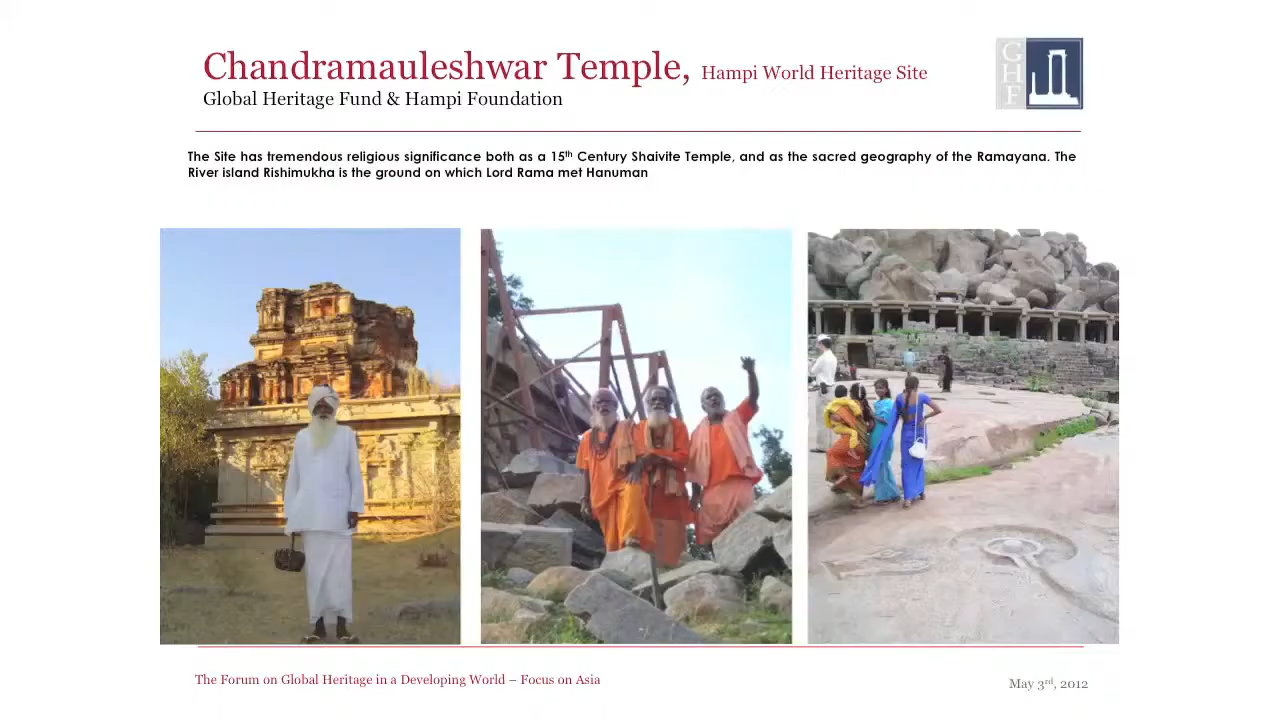 Chandramauleshwar Temple, Hampi World Heritage Site
Global Heritage Fund & Hampi Foundation
GHF
The Site has tremendous religious significance both as a 15th Century Shaivite Temple, and as the sacred geography of the Ramayana. The
River island Rishimukha is the ground on which Lord Rama met Hanuman
The Forum on Global Heritage in a Developing World – Focus on Asia
May 3rd, 2012